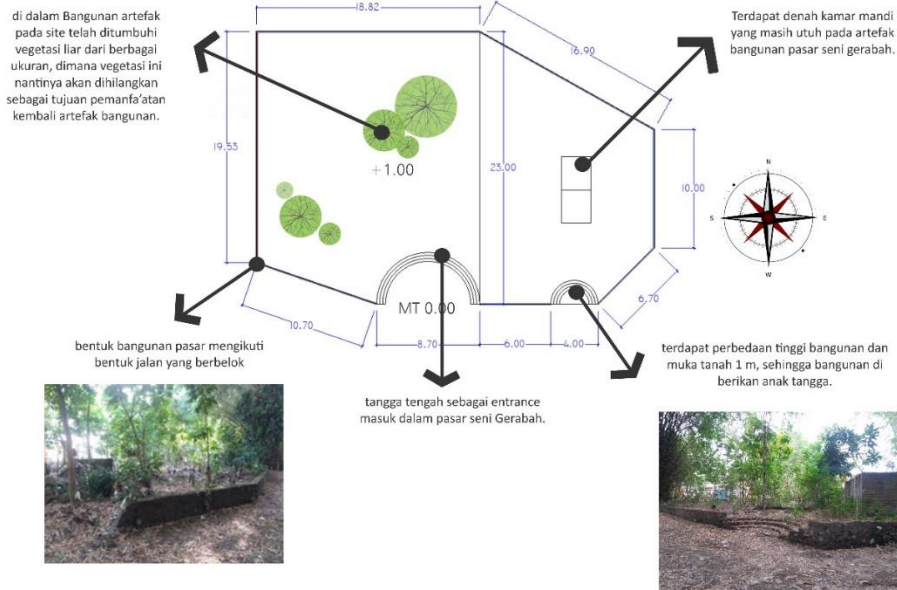 di dalam Bangunan artefak
pada site telah ditumbuhi
vegetasi liar dari berbagai
ukuran, dimana vegetasi ini
nantinya akan dihilangkan
sebagai tujuan pemanfa'atan
kembali artefak bangunan.
18.82
16.90
Terdapat denah kamar mandi
yang masih utuh pada artefak
bangunan pasar seni gerabah.
19.53
+1.00
23.00
10.00
N
S
E
W
6.70
10.70
MT 0.00
8.70
6.00
4.00
bentuk bangunan pasar mengikuti
bentuk jalan yang berbelok
tangga tengah sebagai entrance
masuk dalam pasar seni Gerabah.
terdapat perbedaan tinggi bangunan dan
muka tanah 1 m, sehingga bangunan di
berikan anak tangga.